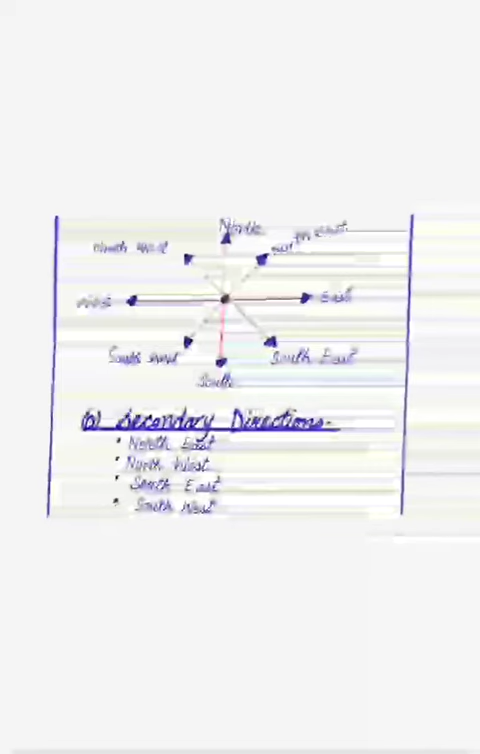 North
North West
North East
West
East
South West
South East
South
(b) Secondary Directions-
• North East
• North West
• South East
• South West